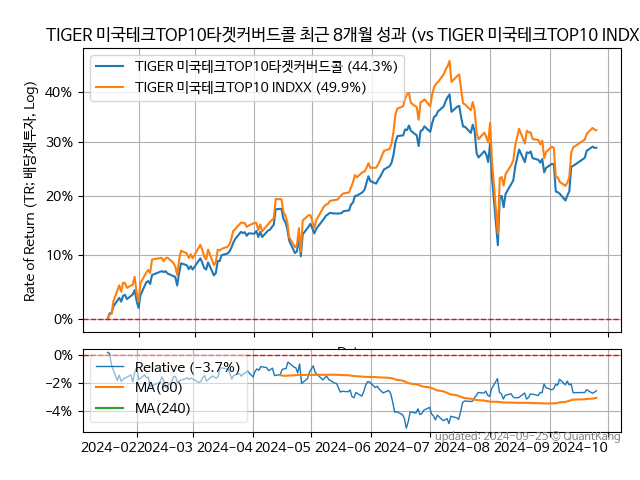 TIGER 미국테크TOP10타겟커버드콜 최근 8개월 성과 (vs TIGER 미국테크TOP10 INDX
TIGER 미국테크TOP10타겟커버드콜 (44.3%)
TIGER 미국테크TOP10 INDXX (49.9%)
Rate of Return (TR: 배당재투자, Log)
40%
30%
20%
10%
0%
0%
−2%
−4%
Relative (−3.7%)
MA(60)
MA(240)
updated: 2024-09-25 © QuantKang
2024-02 2024-03 2024-04 2024-05 2024-06 2024-07 2024-08 2024-09 2024-10